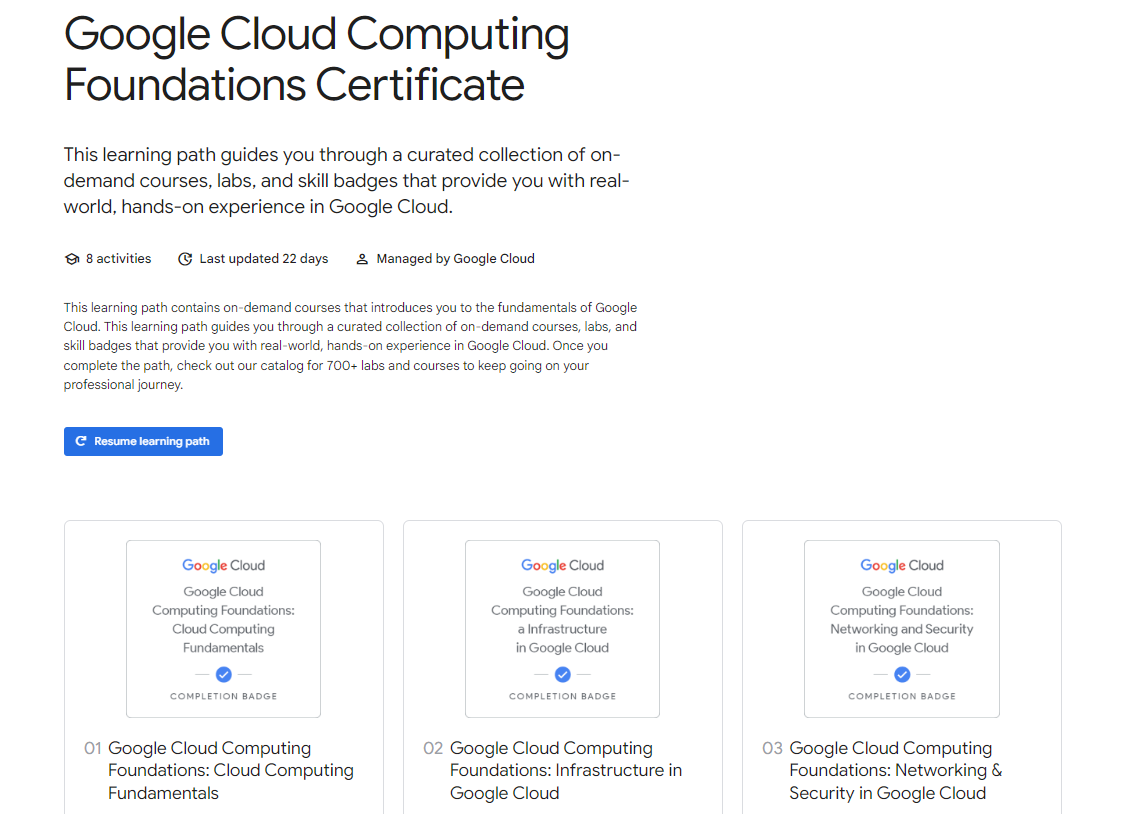 Google Cloud Computing
Foundations Certificate
This learning path guides you through a curated collection of on-
demand courses, labs, and skill badges that provide you with real-
world, hands-on experience in Google Cloud.
8 activities
Last updated 22 days
Managed by Google Cloud
This learning path contains on-demand courses that introduces you to the fundamentals of Google
Cloud. This learning path guides you through a curated collection of on-demand courses, labs, and
skill badges that provide you with real-world, hands-on experience in Google Cloud. Once you
complete the path, check out our catalog for 700+ labs and courses to keep going on your
professional journey.
Resume learning path
Google Cloud
Google Cloud
Computing Foundations:
Cloud Computing
Fundamentals
COMPLETION BADGE
01 Google Cloud Computing
Foundations: Cloud Computing
Fundamentals
Google Cloud
Google Cloud
Computing Foundations:
a Infrastructure
in Google Cloud
COMPLETION BADGE
02 Google Cloud Computing
Foundations: Infrastructure in
Google Cloud
Google Cloud
Google Cloud
Computing Foundations:
Networking and Security
in Google Cloud
COMPLETION BADGE
03 Google Cloud Computing
Foundations: Networking &
Security in Google Cloud